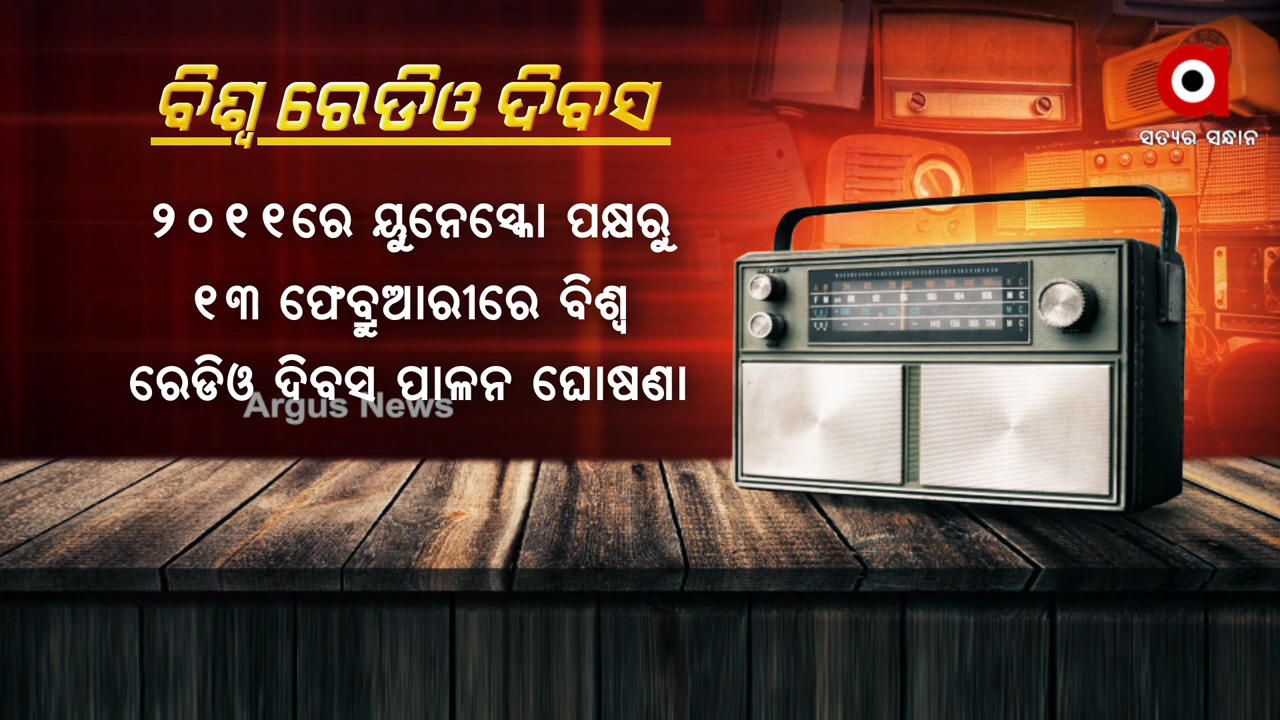 ବିଶ୍ୱ ରେଡିଓ ଦିବସ
ସତ୍ୟର ସନ୍ଧାନ
୨୦୧୧ରେ ୟୁନେସ୍କୋ ପକ୍ଷରୁ
୧୩ ଫେବ୍ରୁଆରୀରେ ବିଶ୍ୱ
ରେଡିଓ ଦିବସ ପାଳନ ଘୋଷଣା
Argus News